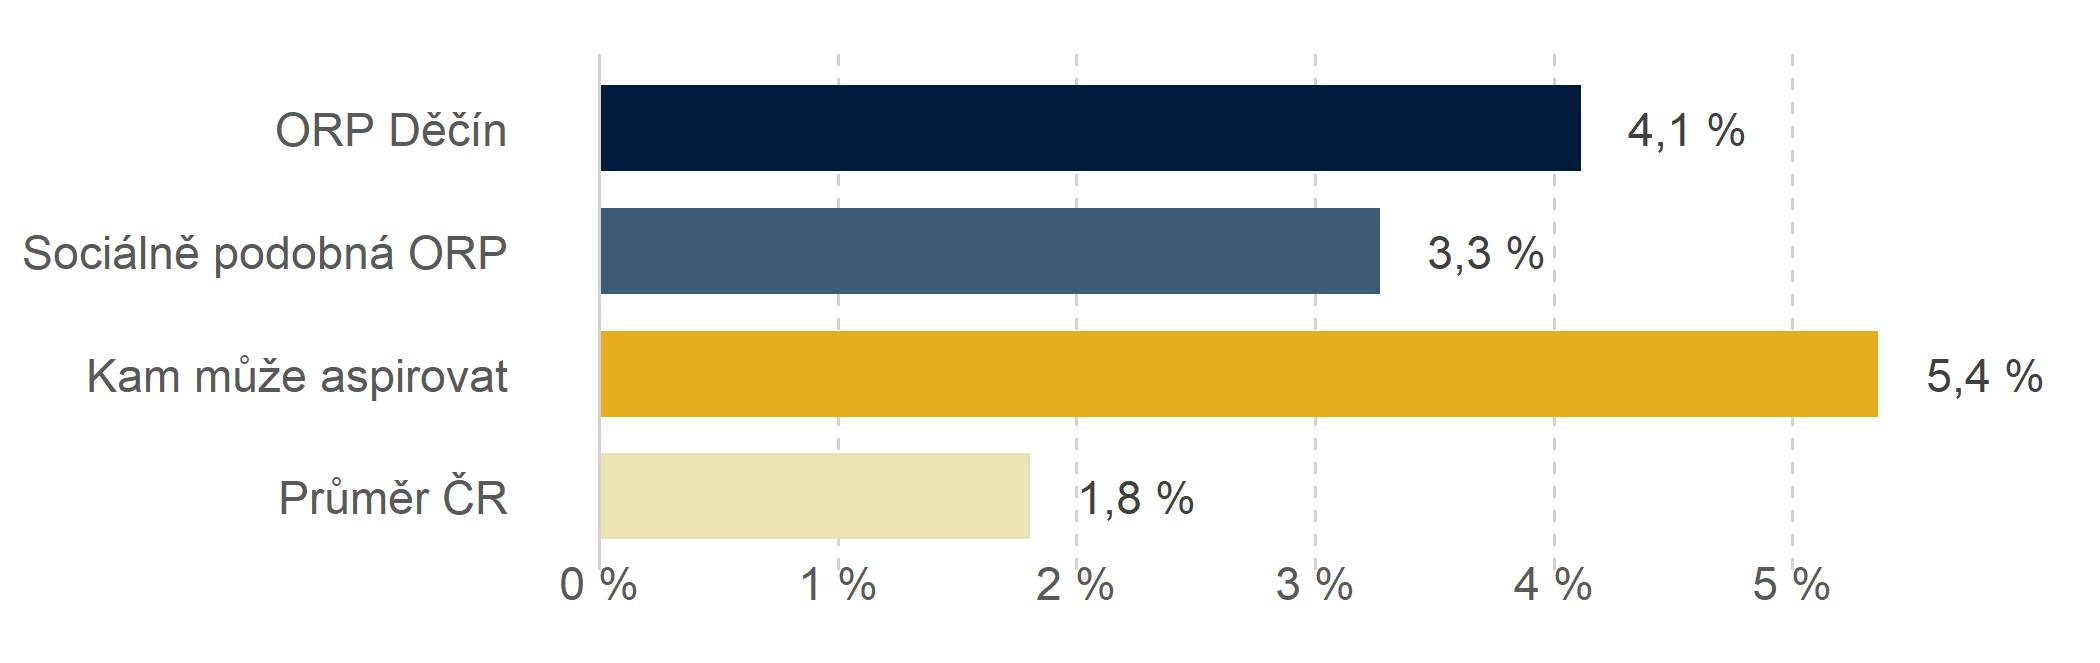 ORP Děčín
4,1 %
Sociálně podobná ORP
3,3 %
Kam může aspirovat
5,4 %
Průměr ČR
1,8 %
0 % 1 % 2 % 3 % 4 % 5 %